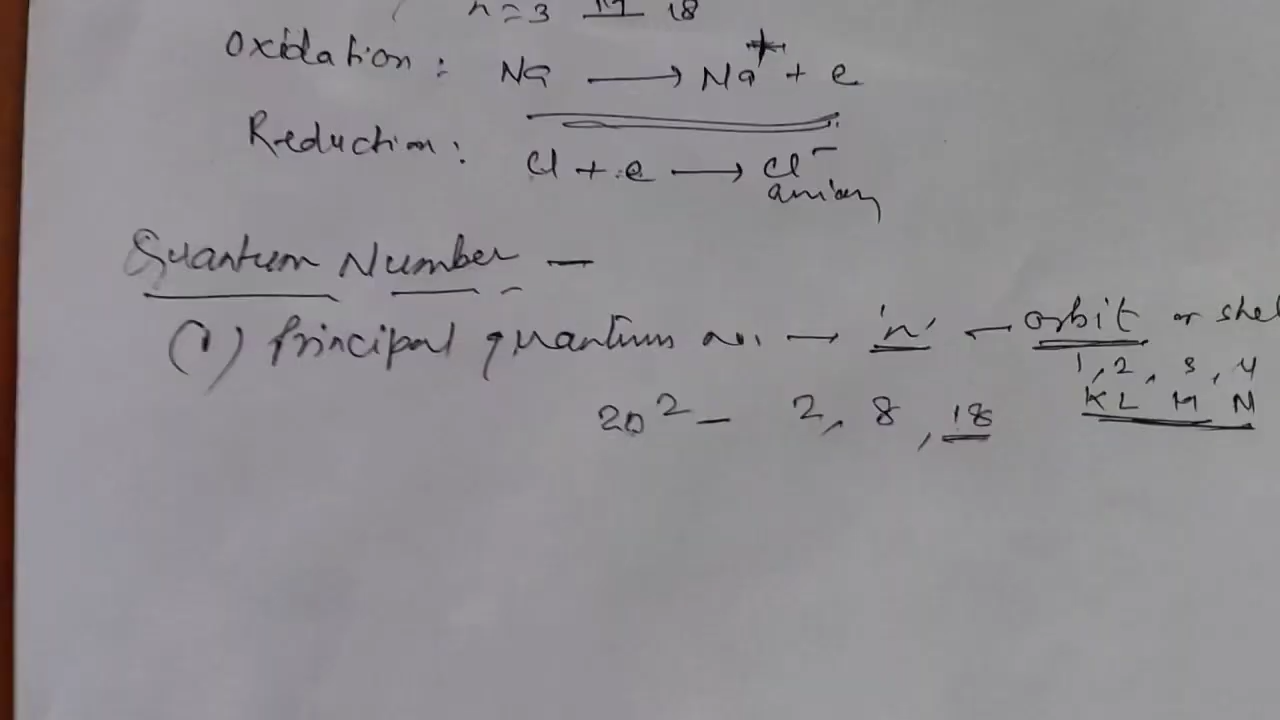 n = 3 M 18
Oxidation : Na → Na⁺ + e
Reduction : Cl + e → Cl⁻
anion
Quantum Number —
(1) Principal quantum no. → 'n' — orbit or shel
1, 2, 3, 4
K L M N
2n² — 2, 8, 18